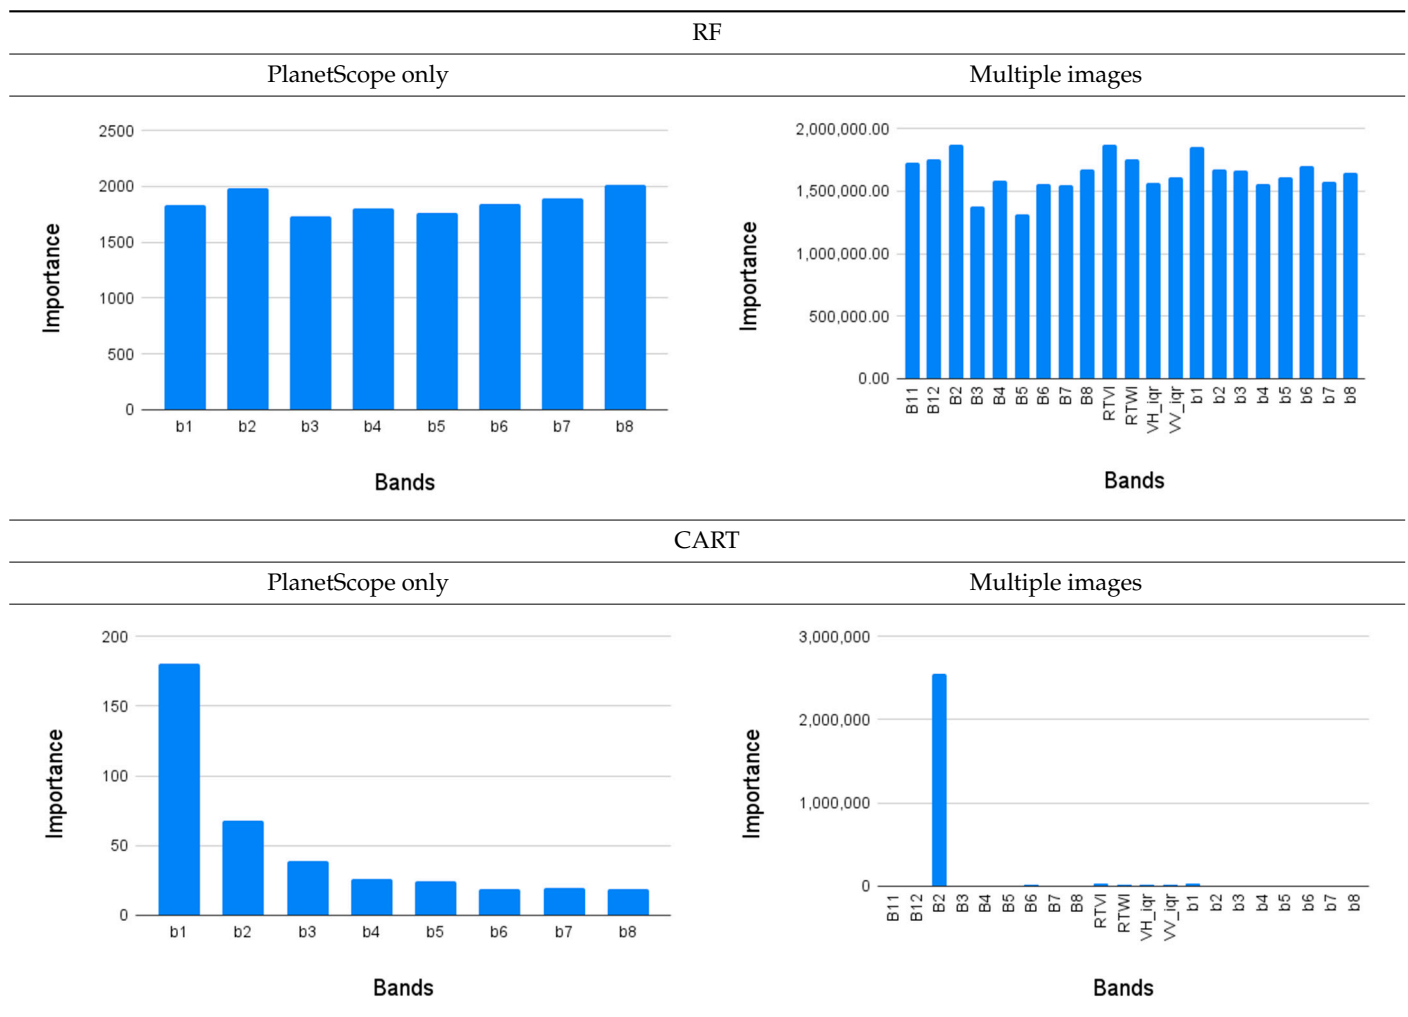 RF
PlanetScope only
Multiple images
2500
2000
1500
1000
500
0
Importance
b1 b2 b3 b4 b5 b6 b7 b8
Bands
2,000,000.00
1,500,000.00
1,000,000.00
500,000.00
0.00
Importance
B11 B12 B2 B3 B4 B5 B6 B7 B8 RTVI RTWI VH_iqr VV_iqr b1 b2 b3 b4 b5 b6 b7 b8
Bands
CART
PlanetScope only
Multiple images
200
150
100
50
0
Importance
b1 b2 b3 b4 b5 b6 b7 b8
Bands
3,000,000
2,000,000
1,000,000
0
Importance
B11 B12 B2 B3 B4 B5 B6 B7 B8 RTVI RTWI VH_iqr VV_iqr b1 b2 b3 b4 b5 b6 b7 b8
Bands